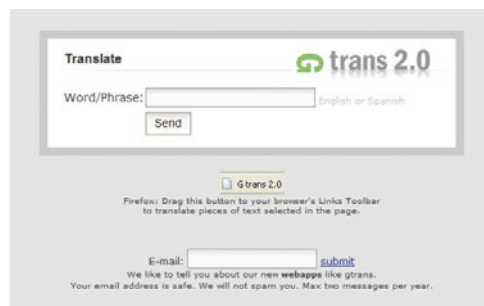 Translate
G trans 2.0
Word/Phrase: English or Spanish
Send
G trans 2.0
Firefox: Drag this button to your browser's Links Toolbar
to translate pieces of text selected in the page.
E-mail: submit
We like to tell you about our new webapps like gtrans.
Your email address is safe. We will not spam you. Max two messages per year.